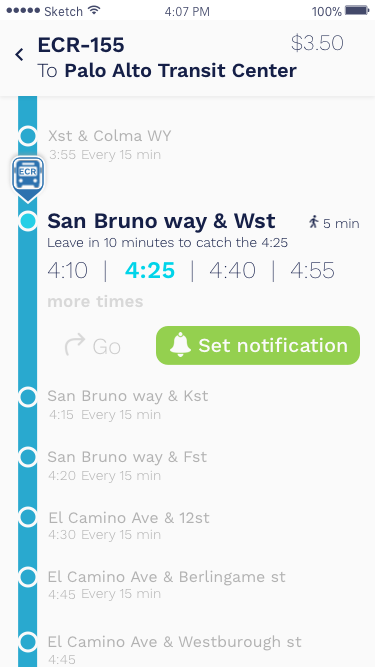 Sketch 4:07 PM 100%
ECR-155 $3.50
To Palo Alto Transit Center
Xst & Colma WY
3:55 Every 15 min
ECR
San Bruno way & Wst 5 min
Leave in 10 minutes to catch the 4:25
4:10 | 4:25 | 4:40 | 4:55
more times
Go Set notification
San Bruno way & Kst
4:15 Every 15 min
San Bruno way & Fst
4:20 Every 15 min
El Camino Ave & 12st
4:30 Every 15 min
El Camino Ave & Berlingame st
4:45 Every 15 min
El Camino Ave & Westburough st
4:45